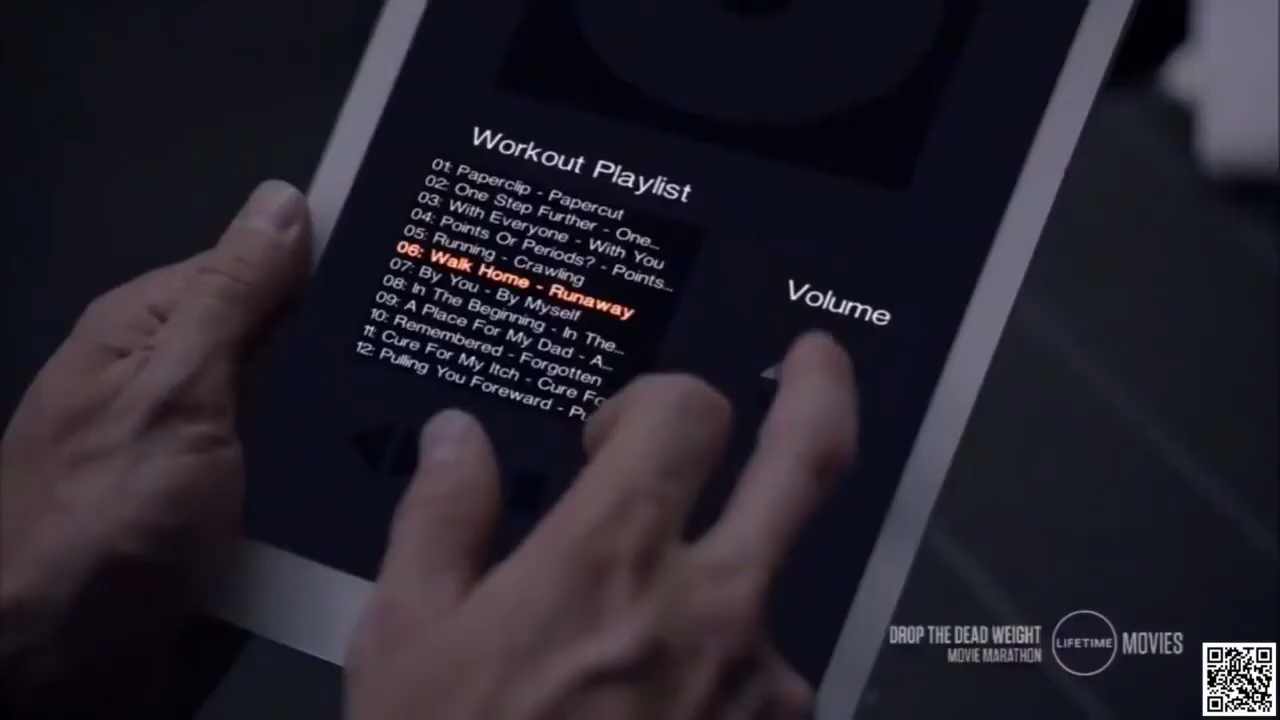 Workout Playlist
01: Paperclip - Papercut
02: One Step Further - One...
03: With Everyone - With You
04: Points Or Periods? - Points...
05: Running - Crawling
06: Walk Home - Runaway
07: By You - By Myself
08: In The Beginning - In The...
09: A Place For My Dad - A...
10: Remembered - Forgotten
11: Cure For My Itch - Cure Fo
12: Pulling You Foreward - Pu
Volume
DROP THE DEAD WEIGHT
MOVIE MARATHON
LIFETIME MOVIES